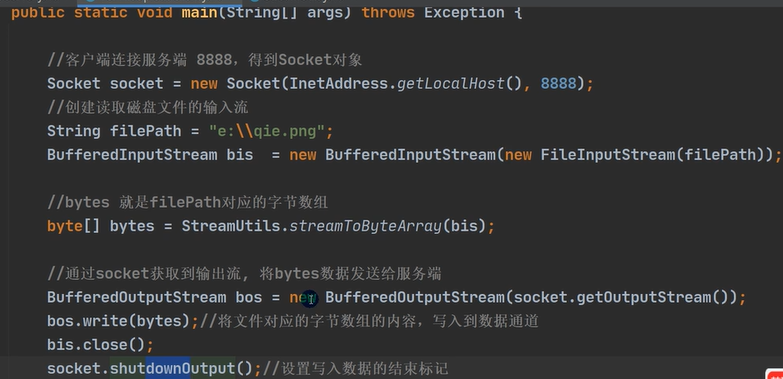 public static void main(String[] args) throws Exception {
//客户端连接服务端 8888，得到Socket对象
Socket socket = new Socket(InetAddress.getLocalHost(), 8888);
//创建读取磁盘文件的输入流
String filePath = "e:\\qie.png";
BufferedInputStream bis  = new BufferedInputStream(new FileInputStream(filePath));
//bytes 就是filePath对应的字节数组
byte[] bytes = StreamUtils.streamToByteArray(bis);
//通过socket获取到输出流, 将bytes数据发送给服务端
BufferedOutputStream bos = new BufferedOutputStream(socket.getOutputStream());
bos.write(bytes);//将文件对应的字节数组的内容，写入到数据通道
bis.close();
socket.shutdownOutput();//设置写入数据的结束标记